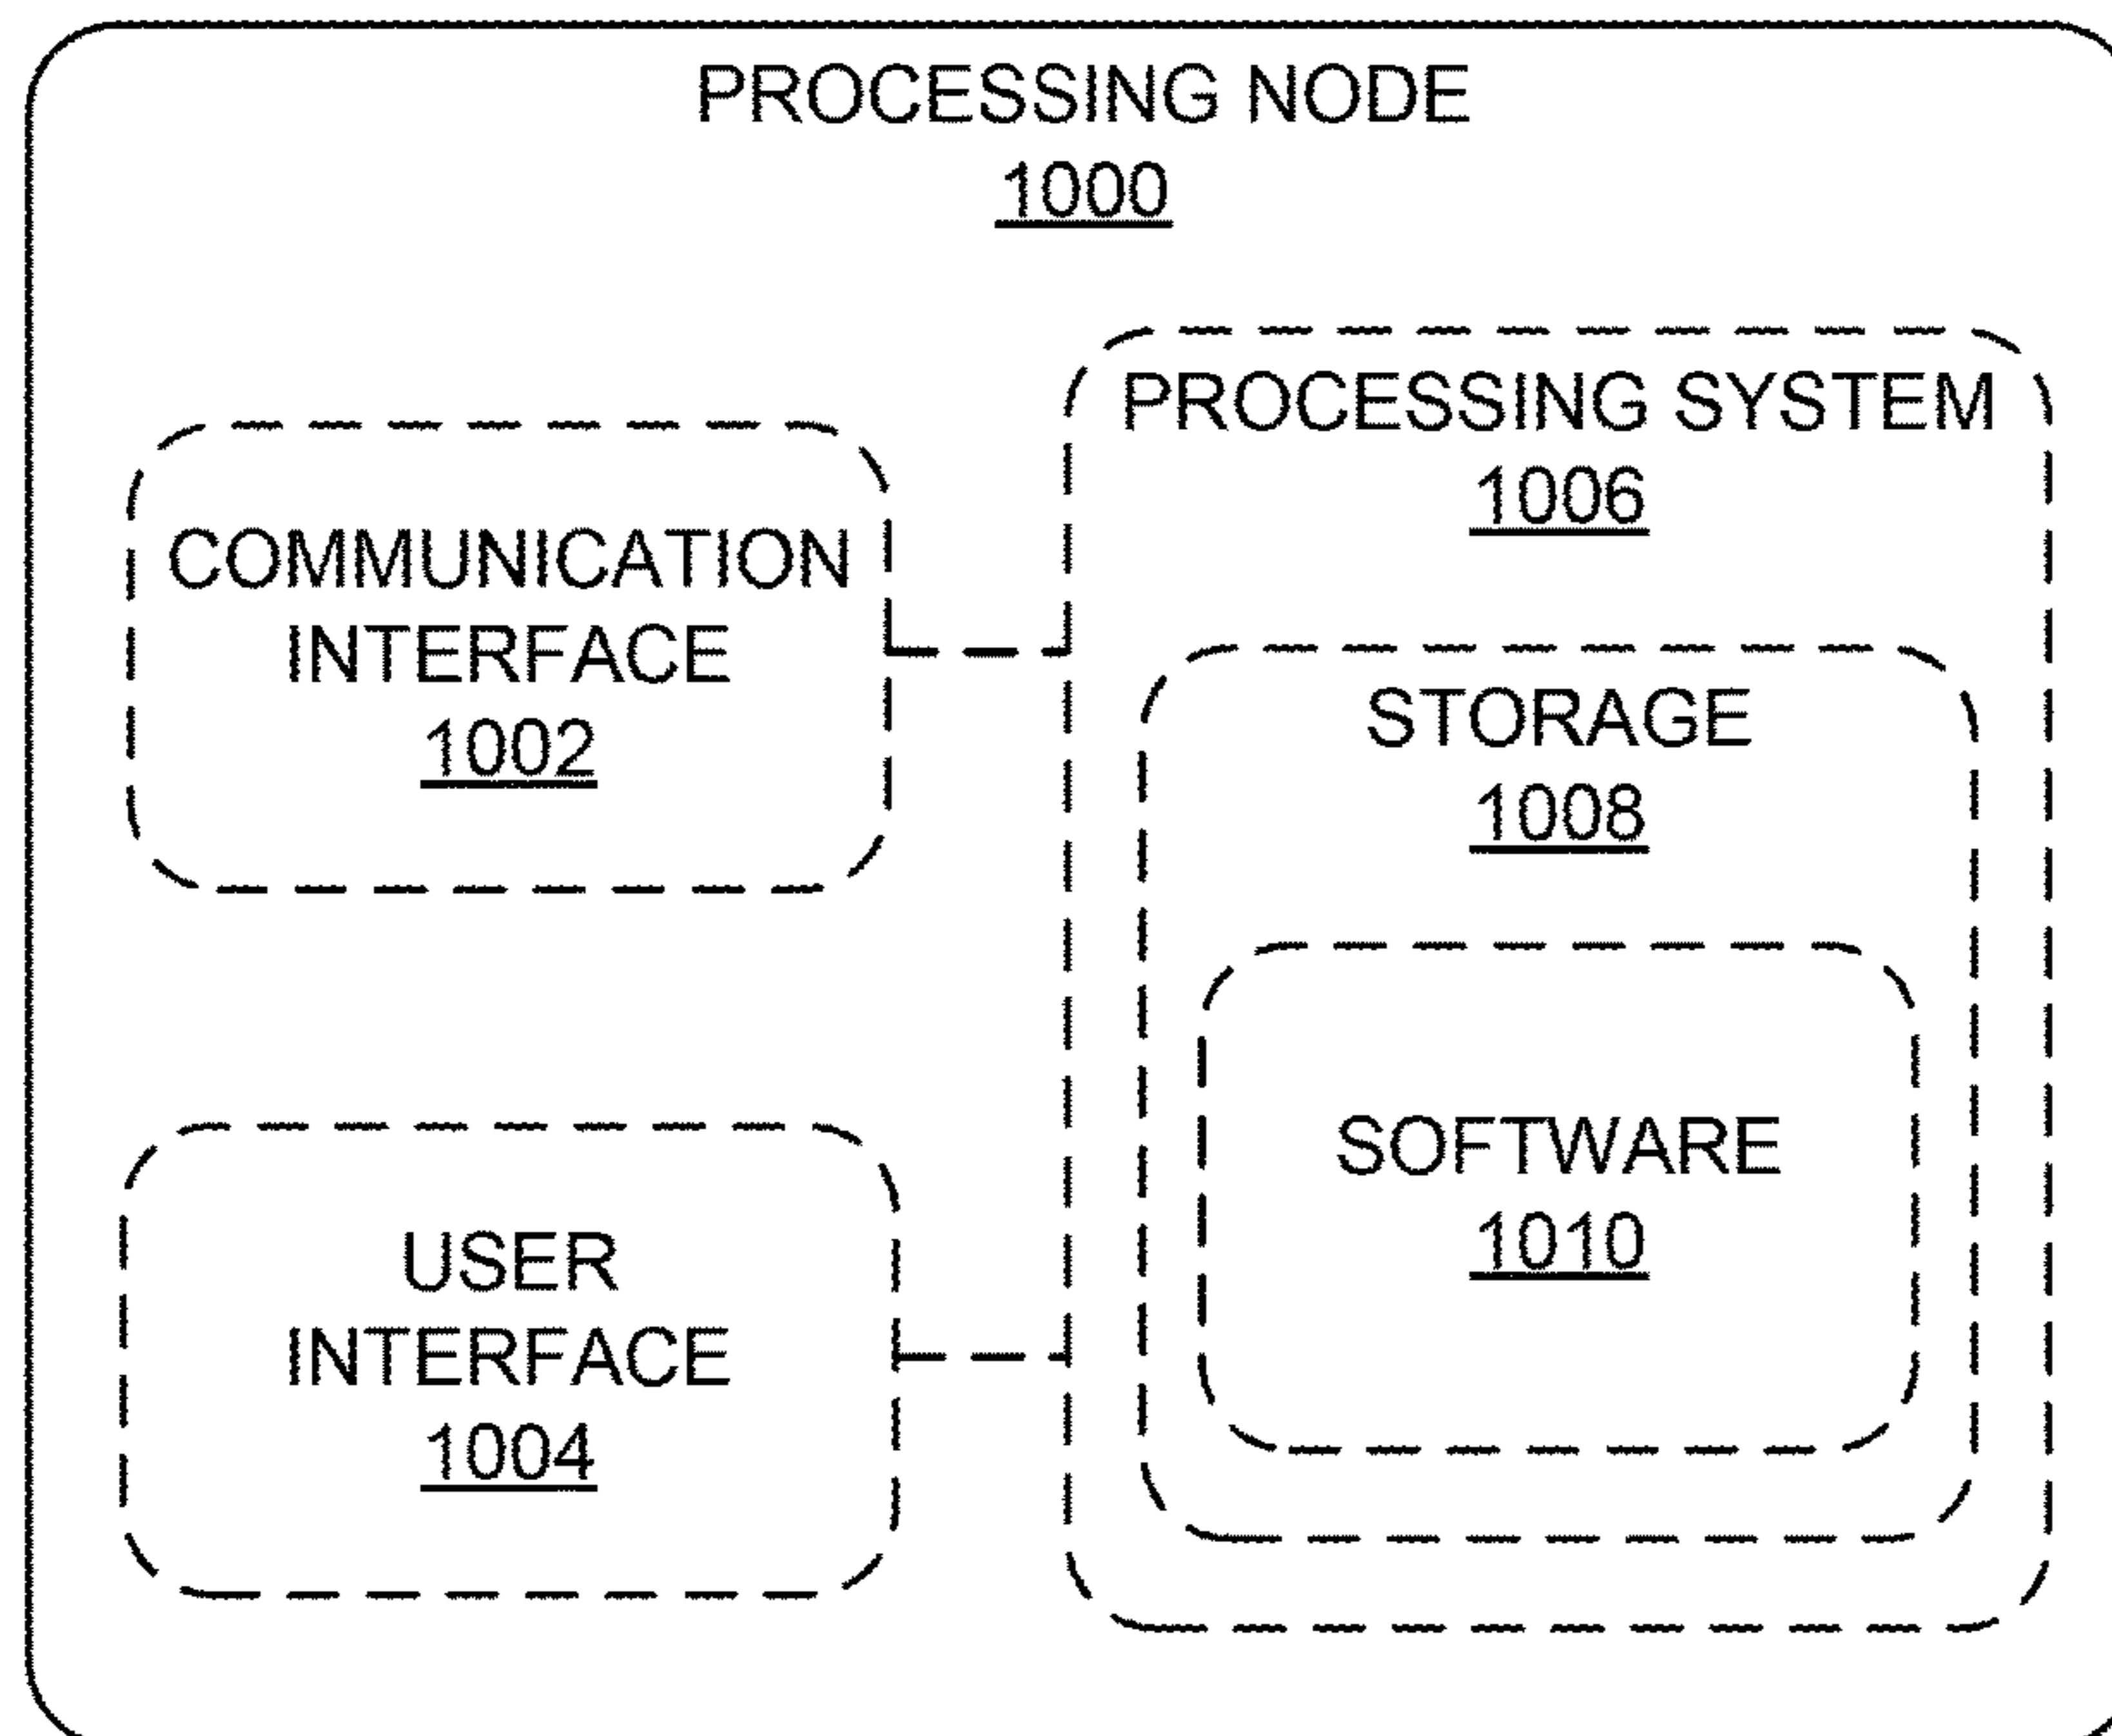 PROCESSING NODE
1000
COMMUNICATION
INTERFACE
1002
USER
INTERFACE
1004
PROCESSING SYSTEM
1006
STORAGE
1008
SOFTWARE
1010